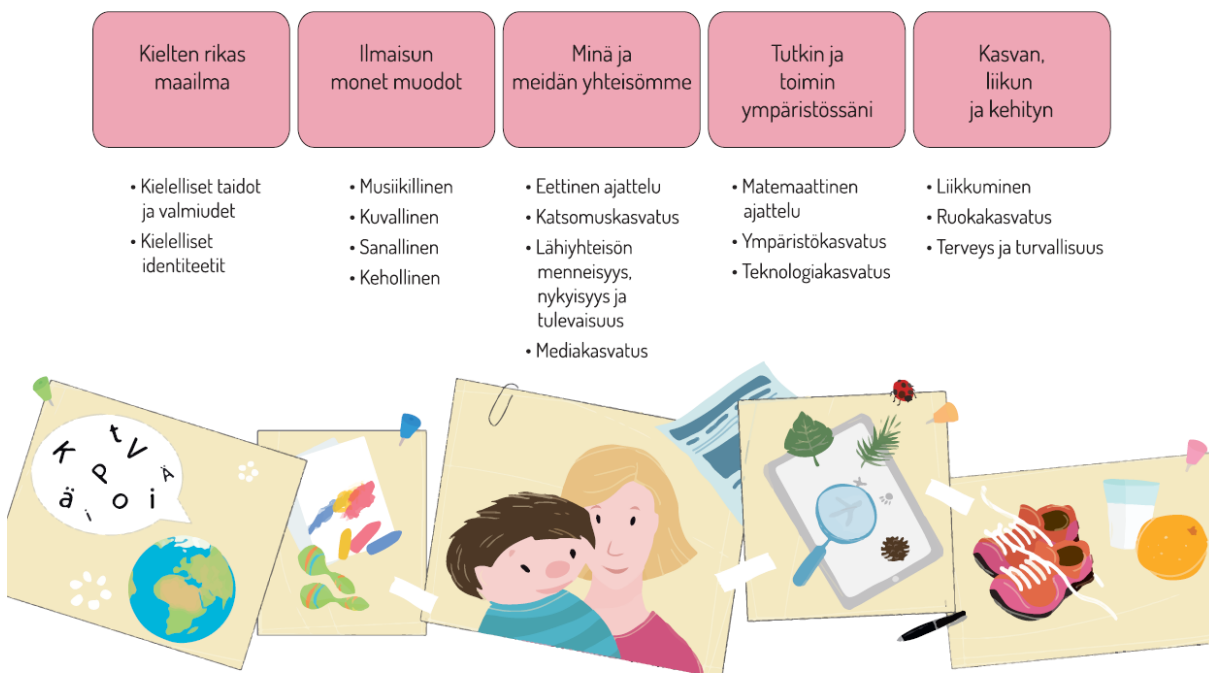 Kielten rikas
maailma
Ilmaisun
monet muodot
Minä ja
meidän yhteisömme
Tutkin ja
toimin
ympäristössäni
Kasvan,
liikun
ja kehityn
• Kielelliset taidot
ja valmiudet
• Kielelliset
identiteetit
• Musiikillinen
• Kuvallinen
• Sanallinen
• Kehollinen
• Eettinen ajattelu
• Katsomuskasvatus
• Lähiyhteisön
menneisyys,
nykyisyys ja
tulevaisuus
• Mediakasvatus
• Matemaattinen
ajattelu
• Ympäristökasvatus
• Teknologiakasvatus
• Liikkuminen
• Ruokakasvatus
• Terveys ja turvallisuus
K t V
P Ä
ä i o i